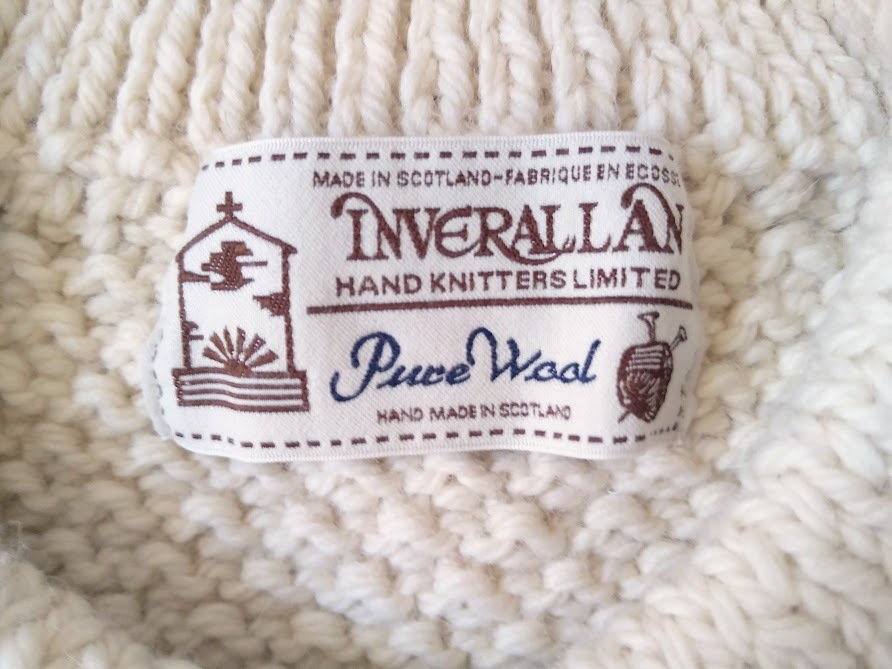 MADE IN SCOTLAND-FABRIQUE EN ECOSSE
INVERALLAN
HAND KNITTERS LIMITED
Pure Wool
HAND MADE IN SCOTLAND